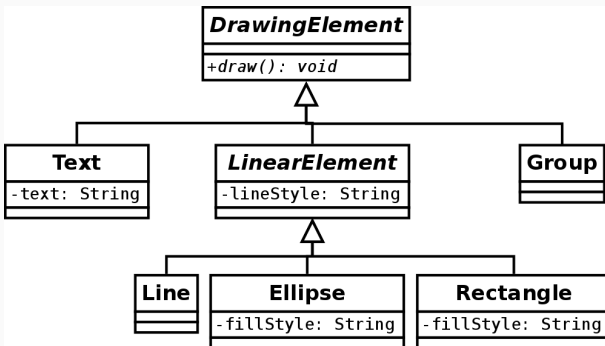 DrawingElement
+draw(): void
Text
-text: String
LinearElement
-lineStyle: String
Group
Line
Ellipse
-fillStyle: String
Rectangle
-fillStyle: String